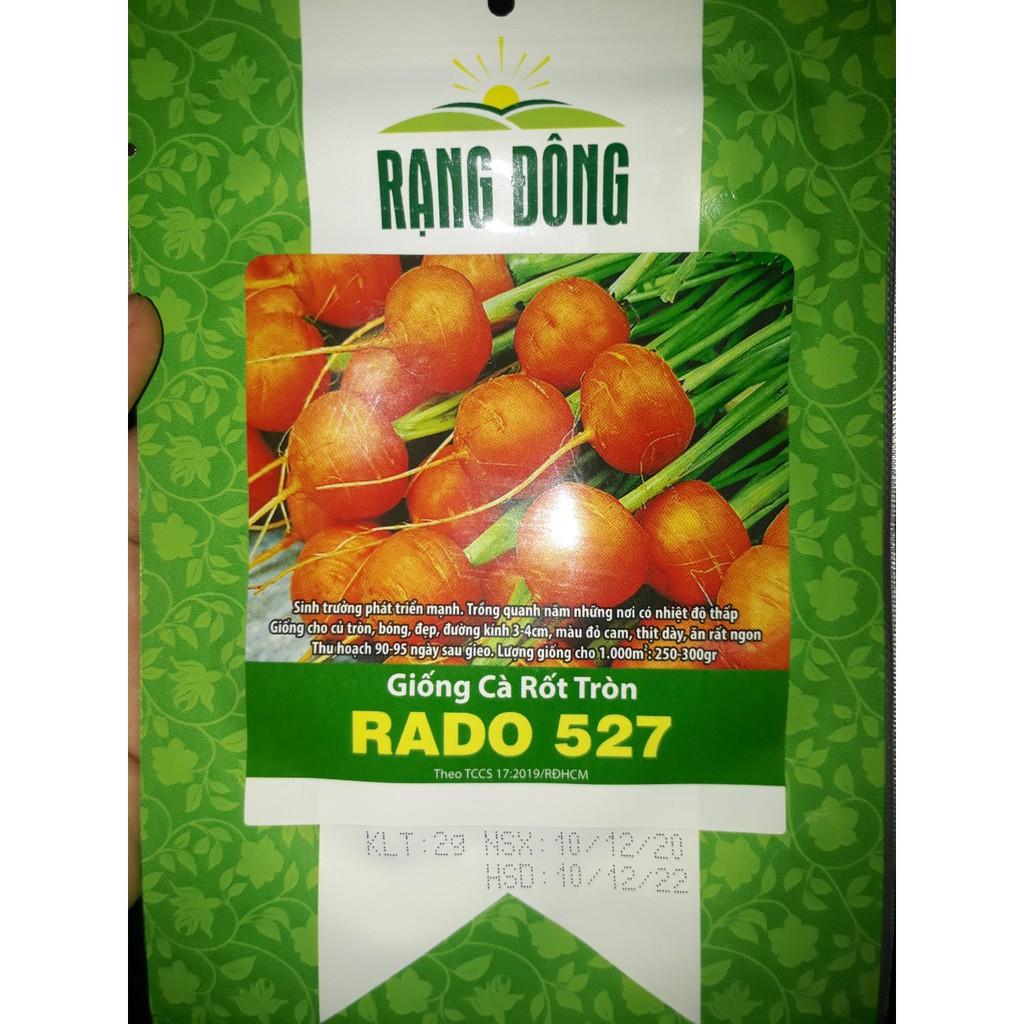 RẠNG ĐÔNG
Sinh trưởng phát triển mạnh. Trồng quanh năm những nơi có nhiệt độ thấp
Giống cho củ tròn, bóng, đẹp, đường kính 3-4cm, màu đỏ cam, thịt dày, ăn rất ngon
Thu hoạch 90-95 ngày sau gieo. Lượng giống cho 1.000m²: 250-300gr
Giống Cà Rốt Tròn
RADO 527
Theo TCCS 17:2019/RĐHCM
KLT:2g NSX:10/12/20
HSD:10/12/22